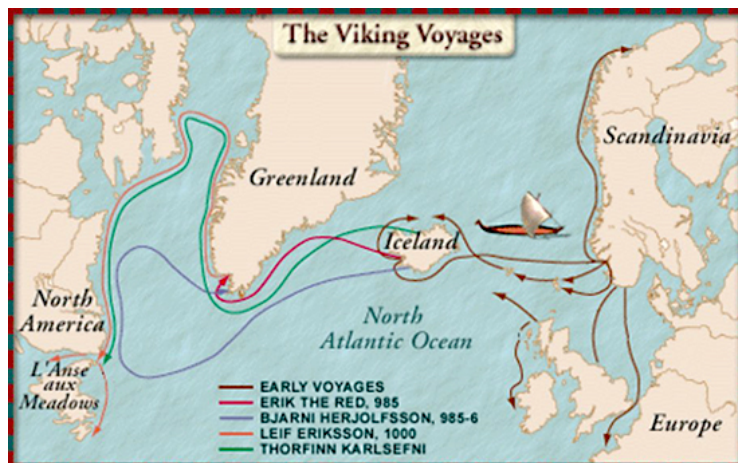 The Viking Voyages
Scandinavia
Greenland
Iceland
North
America
North
Atlantic Ocean
L'Anse
aux
Meadows
Europe
EARLY VOYAGES
ERIK THE RED, 985
BJARNI HERJOLFSSON, 985-6
LEIF ERIKSSON, 1000
THORFINN KARLSEFNI